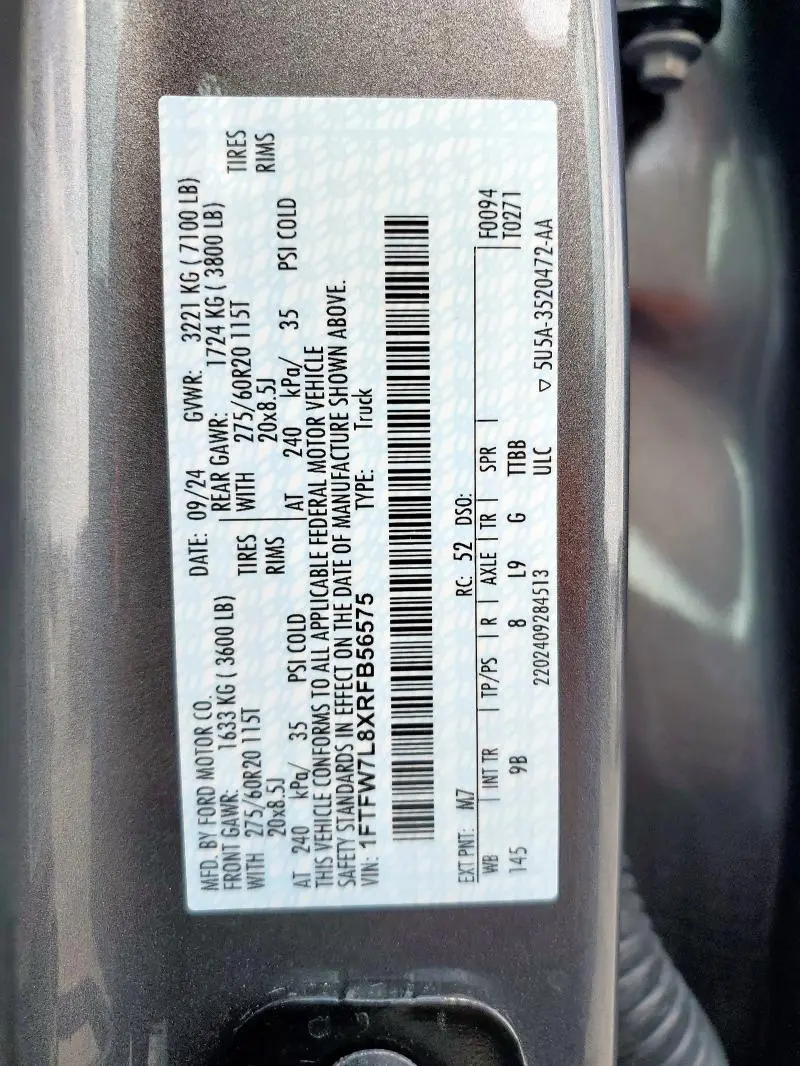 MFD. BY FORD MOTOR CO.
DATE: 09/24 GVWR: 3221 KG ( 7100 LB)
FRONT GAWR: 1633 KG ( 3600 LB) REAR GAWR: 1724 KG ( 3800 LB)
WITH 275/60R20 115T TIRES WITH 275/60R20 115T TIRES
20x8.5J RIMS 20x8.5J RIMS
AT 240 kPa/ 35 PSI COLD AT 240 kPa/ 35 PSI COLD
THIS VEHICLE CONFORMS TO ALL APPLICABLE FEDERAL MOTOR VEHICLE
SAFETY STANDARDS IN EFFECT ON THE DATE OF MANUFACTURE SHOWN ABOVE.
VIN: 1FTFW7L8XRFB56575 TYPE: Truck
EXT PNT: M7 RC: 52 DSO:
WB INT TR TP/PS R AXLE TR SPR F0094
145 9B 8 L9 G TTBB T0271
2202409284513 ULC
▽ 5U5A-3520472-AA